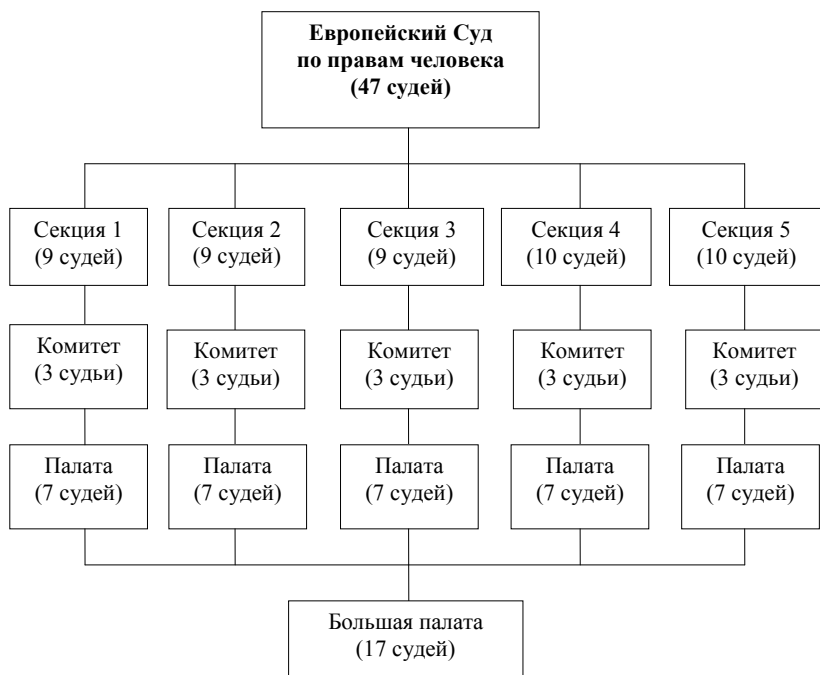 Европейский Суд
по правам человека
(47 судей)
Секция 1
(9 судей)
Секция 2
(9 судей)
Секция 3
(9 судей)
Секция 4
(10 судей)
Секция 5
(10 судей)
Комитет
(3 судьи)
Комитет
(3 судьи)
Комитет
(3 судьи)
Комитет
(3 судьи)
Комитет
(3 судьи)
Палата
(7 судей)
Палата
(7 судей)
Палата
(7 судей)
Палата
(7 судей)
Палата
(7 судей)
Большая палата
(17 судей)